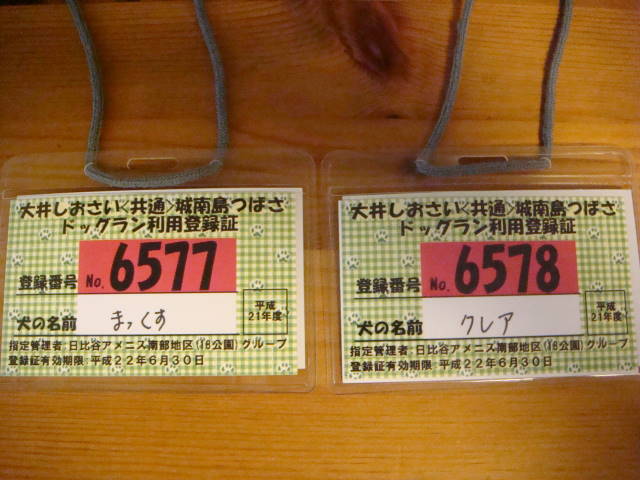 大井しおさい<共通>城南島つばさ
ドッグラン利用登録証
登録番号 No. 6577
犬の名前 まっくす
平成
21年度
指定管理者:日比谷アメニス南部地区(16公園)グループ
登録証有効期限:平成22年6月30日
大井しおさい<共通>城南島つばさ
ドッグラン利用登録証
登録番号 No. 6578
犬の名前 クレア
平成
21年度
指定管理者:日比谷アメニス南部地区(16公園)グループ
登録証有効期限:平成22年6月30日